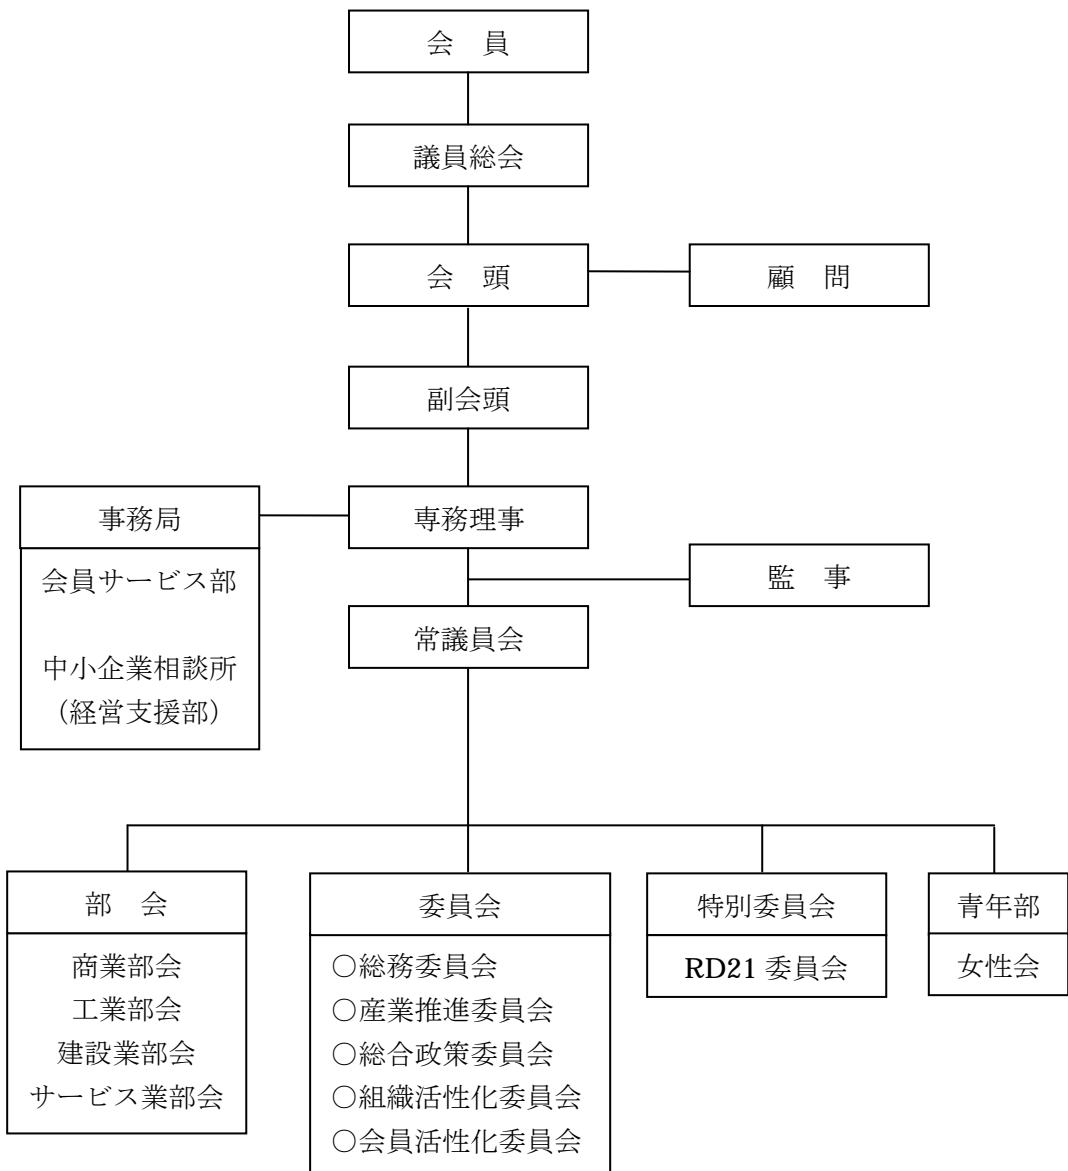 会　員
議員総会
会　頭
顧　問
副会頭
事務局
専務理事
会員サービス部
監　事
常議員会
中小企業相談所
（経営支援部）
部　会
商業部会
工業部会
建設業部会
サービス業部会
委員会
○総務委員会
○産業推進委員会
○総合政策委員会
○組織活性化委員会
○会員活性化委員会
特別委員会
RD21 委員会
青年部
女性会